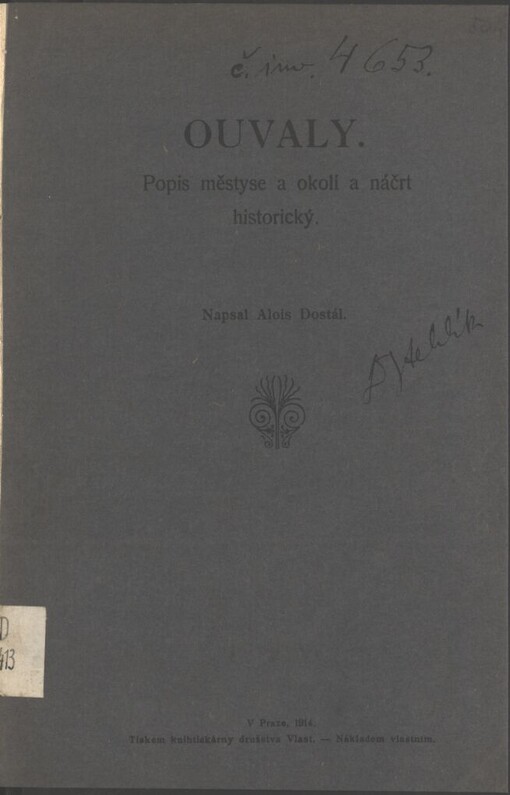 č. inv. 4653.
OUVALY.
Popis městyse a okolí a náčrt
historický.
Napsal Alois Dostál.
D
413
V Praze, 1914.
Tiskem knihtiskárny družstva Vlast. — Nákladem vlastním.